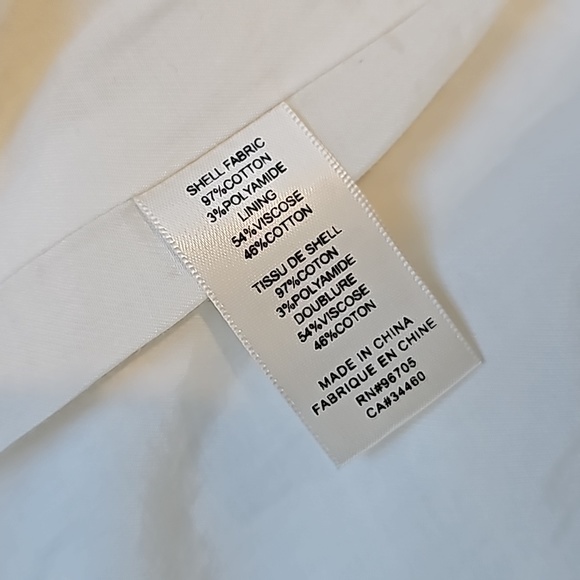 SHELL FABRIC
97%COTTON
3%POLYAMIDE
LINING
54%VISCOSE
46%COTTON
TISSU DE SHELL
97%COTON
3%POLYAMIDE
DOUBLURE
54%VISCOSE
46%COTON
MADE IN CHINA
FABRIQUE EN CHINE
RN#96705
CA#34460